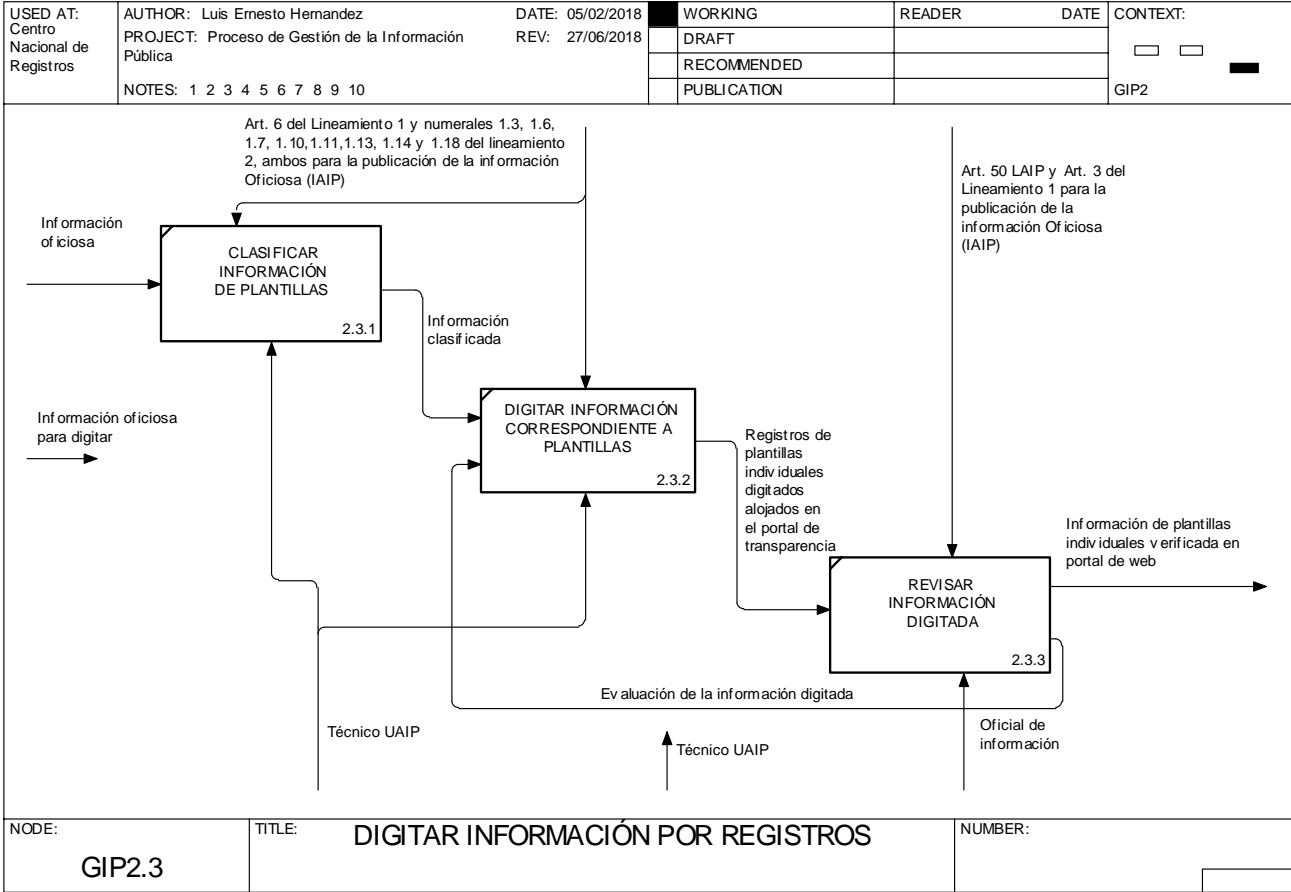 USED AT:
Centro
Nacional de
Registros
AUTHOR: Luis Ernesto Hernandez
DATE: 05/02/2018
PROJECT: Proceso de Gestión de la Información
Pública
REV: 27/06/2018
NOTES: 1 2 3 4 5 6 7 8 9 10
WORKING
DRAFT
RECOMMENDED
PUBLICATION
READER
DATE
CONTEXT:
GIP2
Art. 6 del Lineamiento 1 y numerales 1.3, 1.6,
1.7, 1.10,1.11,1.13, 1.14 y 1.18 del lineamiento
2, ambos para la publicación de la información
Oficiosa (IAIP)
Art. 50 LAIP y Art. 3 del
Lineamiento 1 para la
publicación de la
información Oficiosa
(IAIP)
Información
oficiosa
CLASIFICAR
INFORMACIÓN
DE PLANTILLAS
2.3.1
Información
clasificada
Información oficiosa
para digitar
DIGITAR INFORMACIÓN
CORRESPONDIENTE A
PLANTILLAS
2.3.2
Registros de
plantillas
individuales
digitados
alojados en
el portal de
transparencia
Información de plantillas
individuales verificada en
portal de web
REVISAR
INFORMACIÓN
DIGITADA
2.3.3
Evaluación de la información digitada
Técnico UAIP
Técnico UAIP
Oficial de
información
NODE:
GIP2.3
TITLE:
DIGITAR INFORMACIÓN POR REGISTROS
NUMBER: